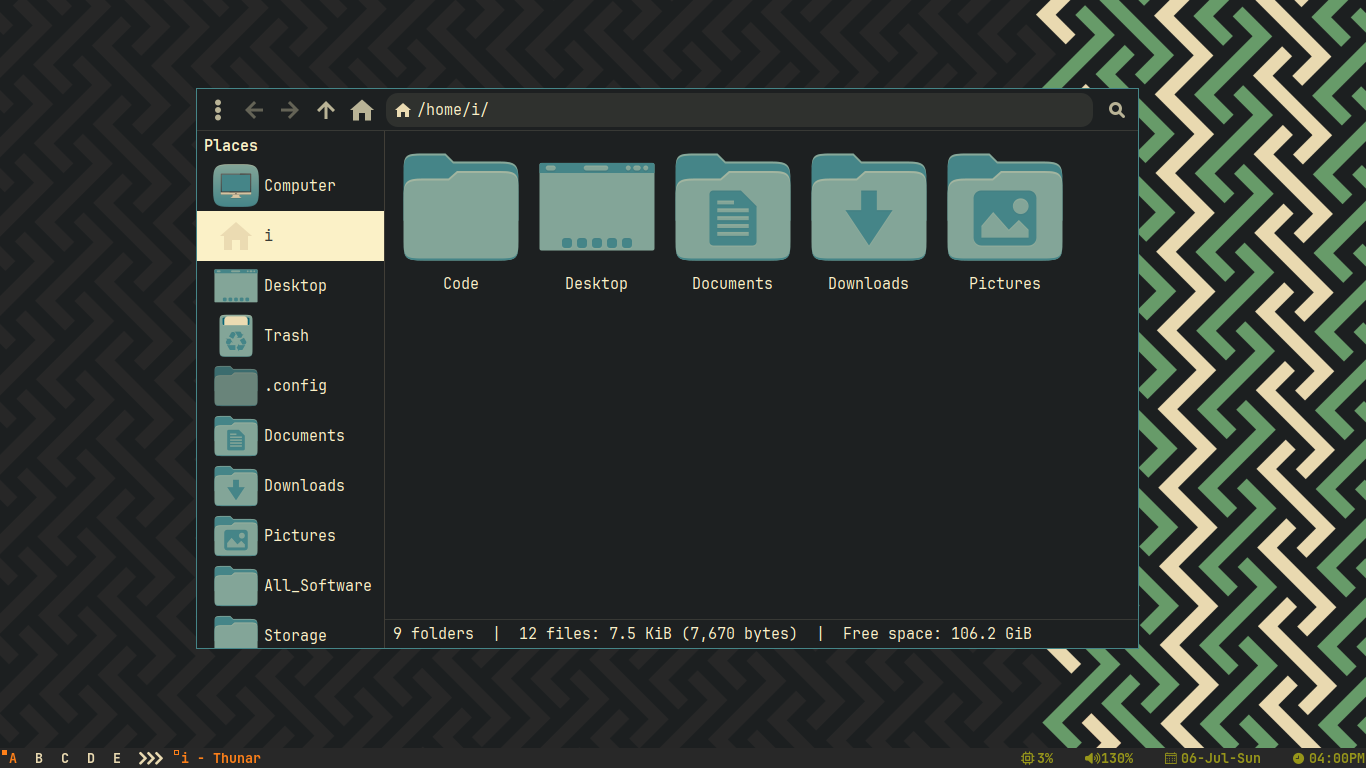 /home/i/
Places
Computer
i
Desktop
Trash
.config
Documents
Downloads
Pictures
All_Software
Storage
Code Desktop Documents Downloads Pictures
9 folders | 12 files: 7.5 KiB (7,670 bytes) | Free space: 106.2 GiB
A B C D E i - Thunar 3% 130% 06-Jul-Sun 04:00PM